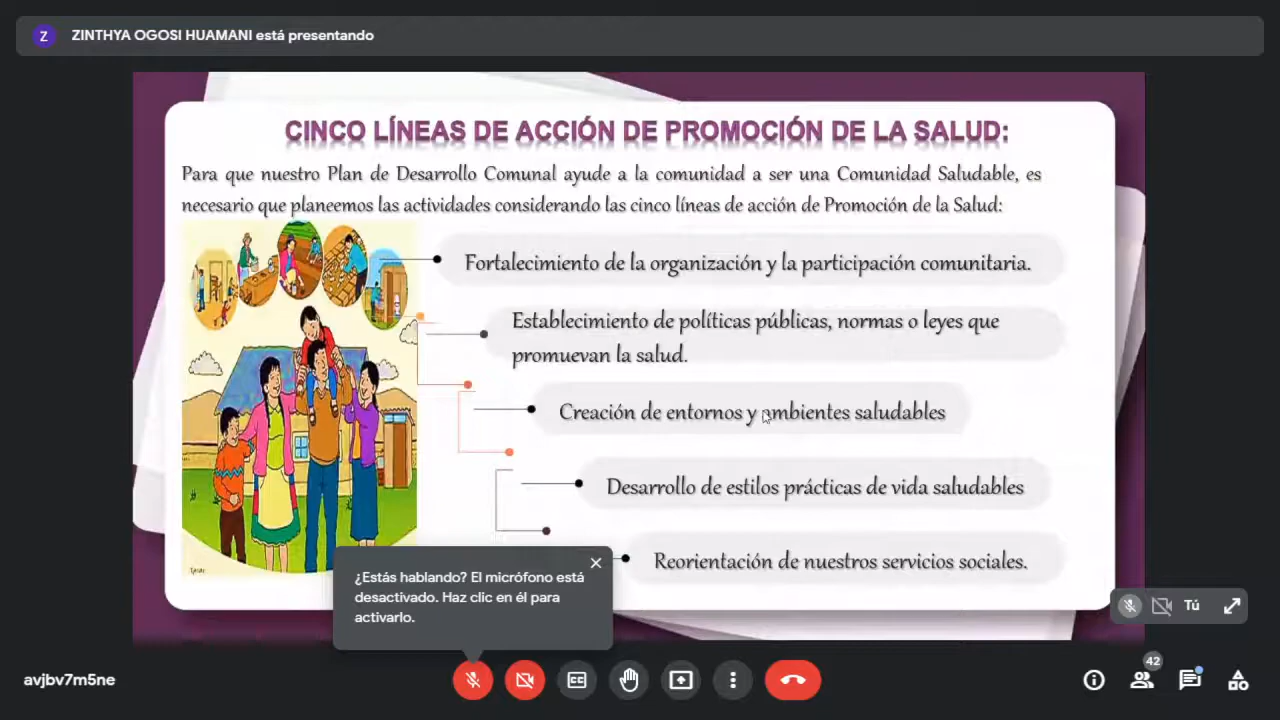 Z ZINTHYA OGOSI HUAMANI está presentando
CINCO LÍNEAS DE ACCIÓN DE PROMOCIÓN DE LA SALUD:
Para que nuestro Plan de Desarrollo Comunal ayude a la comunidad a ser una Comunidad Saludable, es
necesario que planeemos las actividades considerando las cinco líneas de acción de Promoción de la Salud:
Fortalecimiento de la organización y la participación comunitaria.
Establecimiento de políticas públicas, normas o leyes que
promuevan la salud.
Creación de entornos y ambientes saludables
Desarrollo de estilos prácticas de vida saludables
Reorientación de nuestros servicios sociales.
¿Estás hablando? El micrófono está
desactivado. Haz clic en él para
activarlo.
Tú
avjbv7m5ne
CC
42